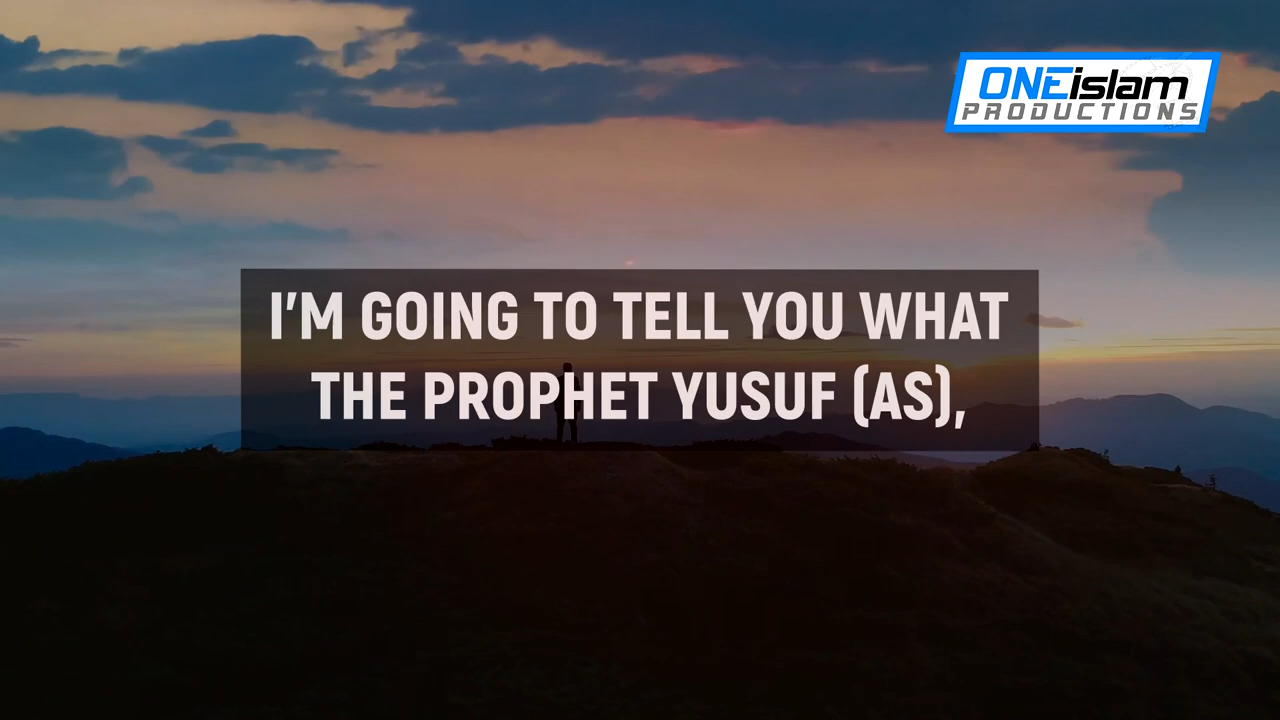 ONEislam
PRODUCTIONS
I'M GOING TO TELL YOU WHAT
THE PROPHET YUSUF (AS),